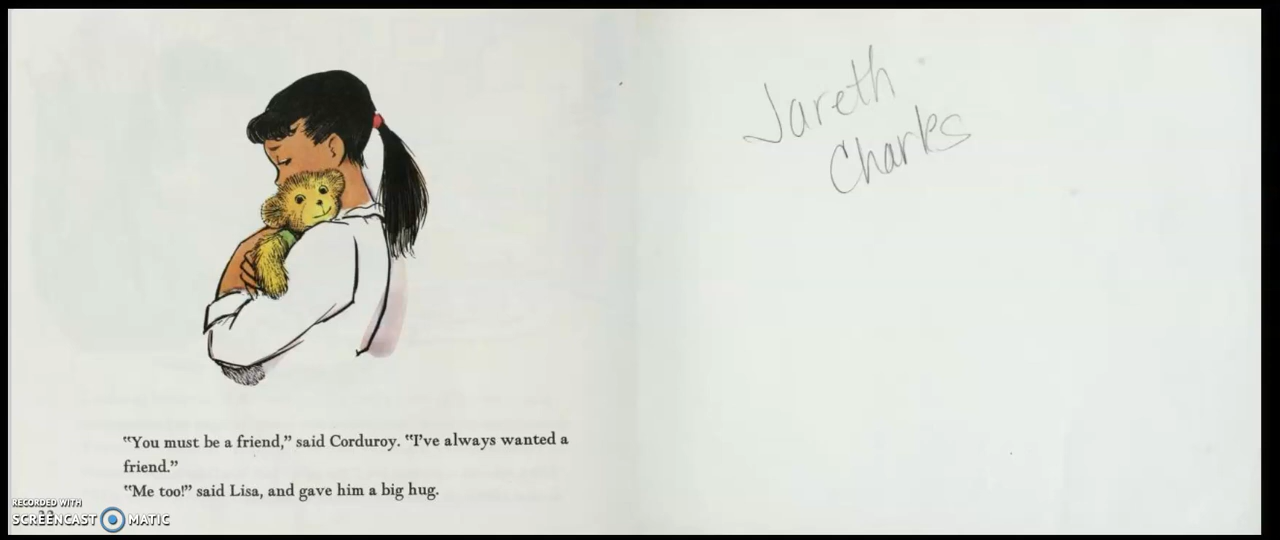 Jareth
Charks
“You must be a friend,” said Corduroy. “I’ve always wanted a
friend.”
“Me too!” said Lisa, and gave him a big hug.
RECORDED WITH
SCREENCAST MATIC